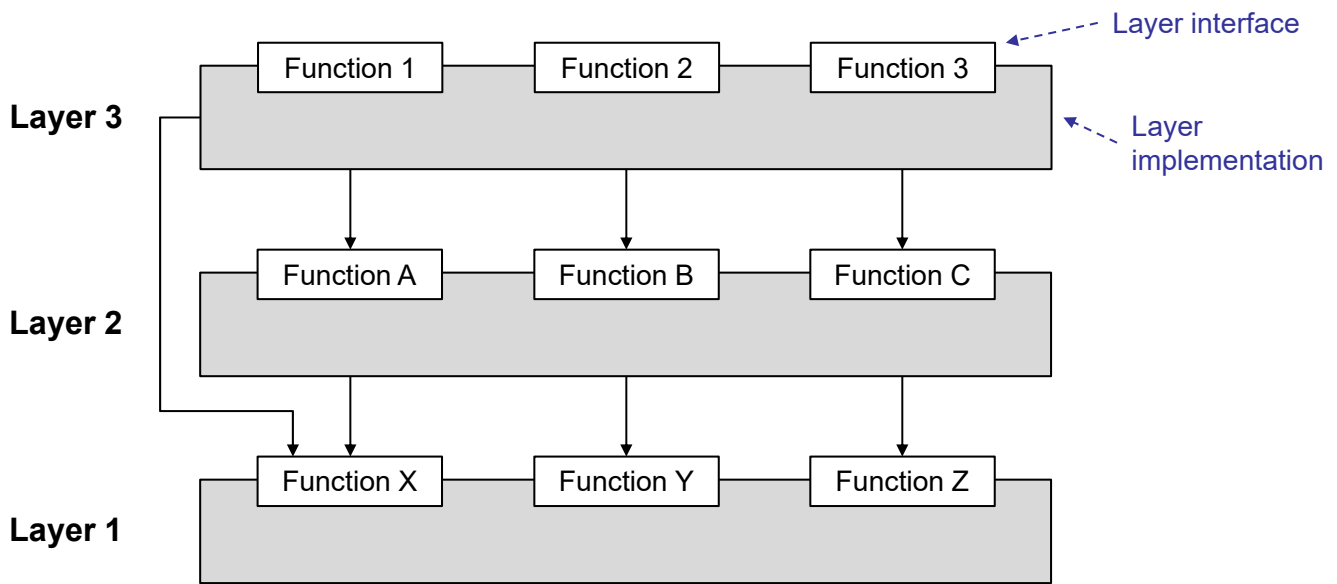 Layer interface
Function 1
Function 2
Function 3
Layer 3
Layer
implementation
Function A
Function B
Function C
Layer 2
Function X
Function Y
Function Z
Layer 1